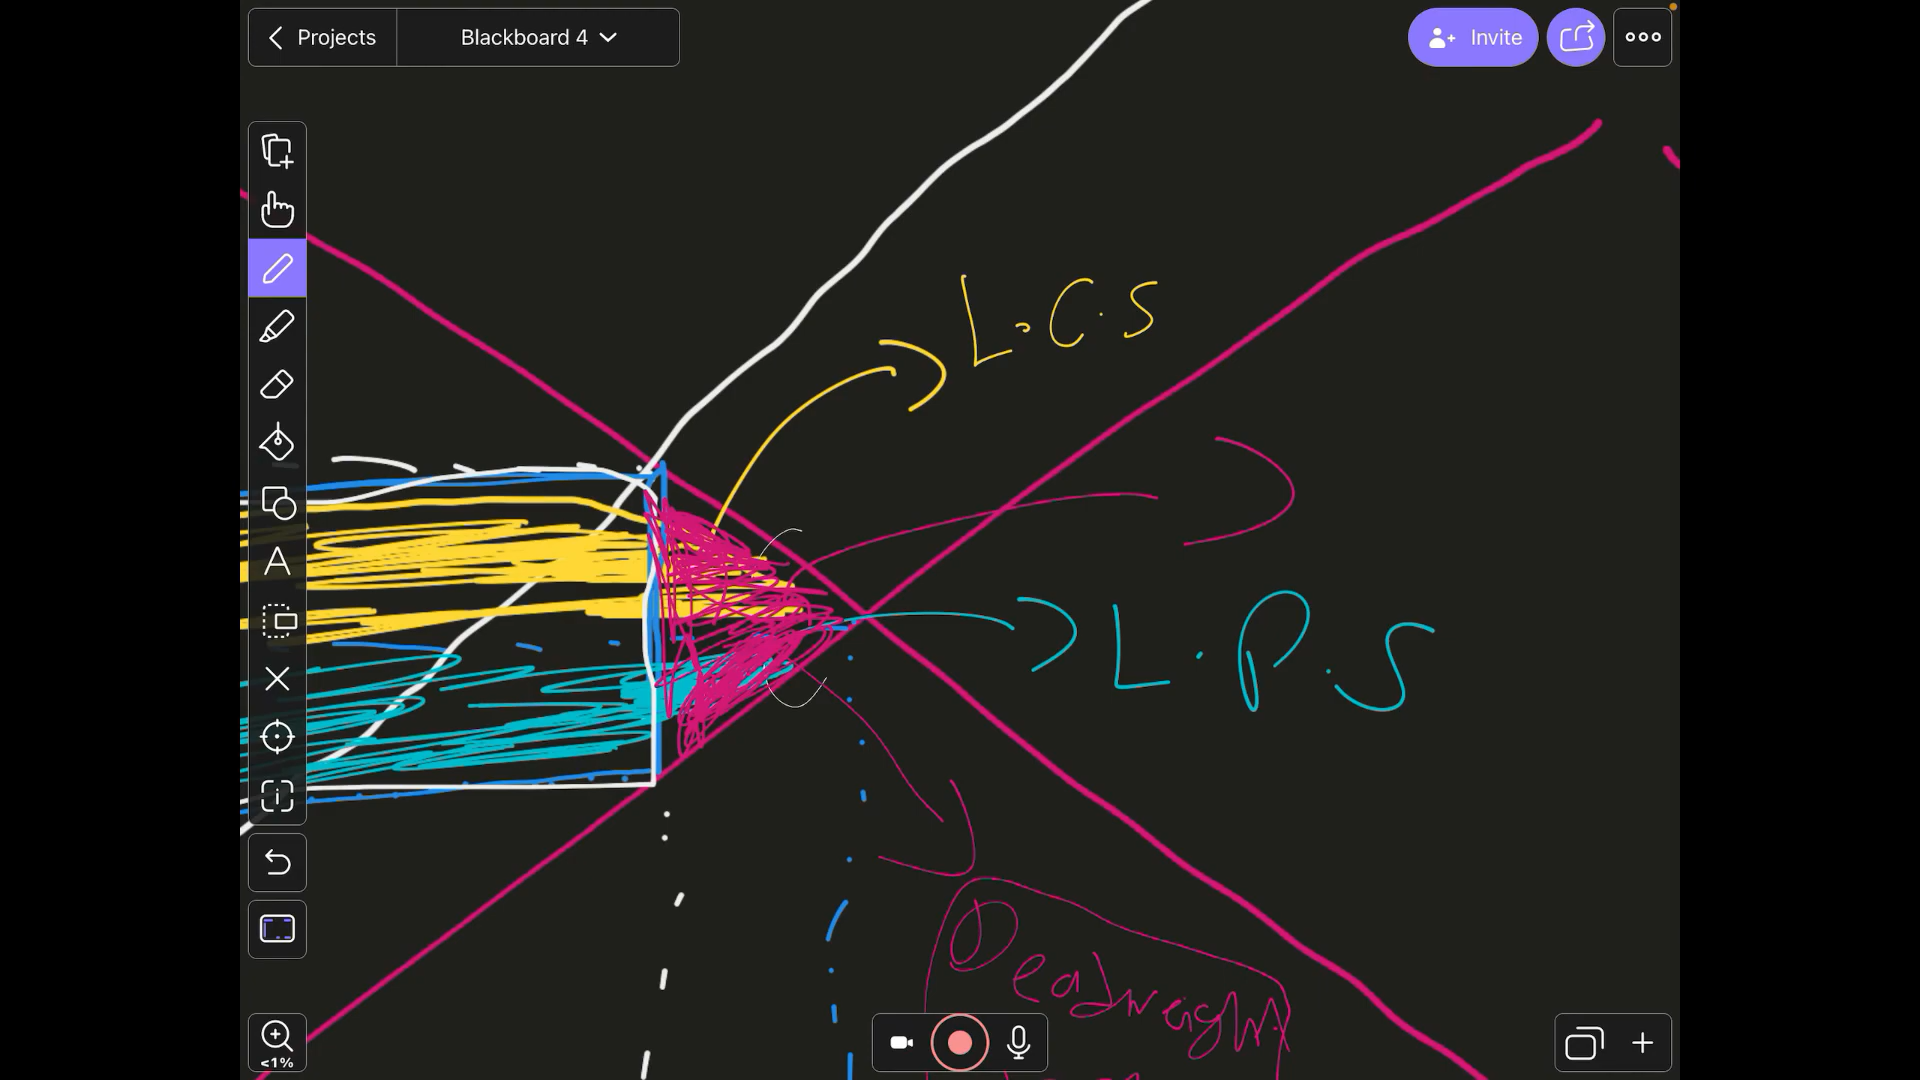 Projects
Blackboard 4
Invite
L.C.S
L.P.S
Deadweight
<1%